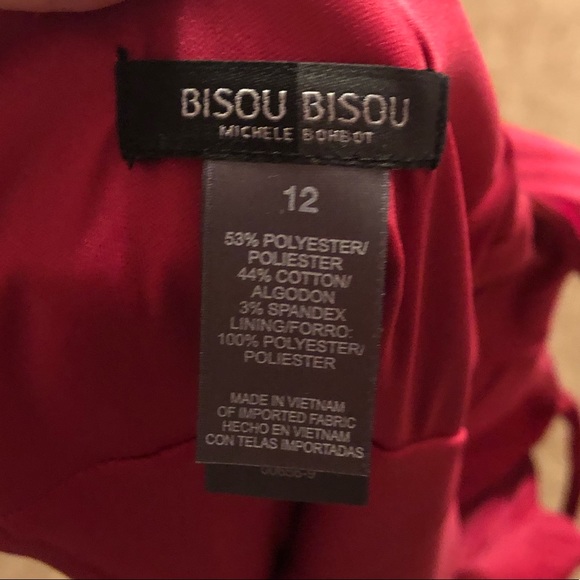 BISOU BISOU
MICHELE BOHBOT
12
53% POLYESTER/
POLIESTER
44% COTTON/
ALGODON
3% SPANDEX
LINING/FORRO:
100% POLYESTER/
POLIESTER
MADE IN VIETNAM
OF IMPORTED FABRIC
HECHO EN VIETNAM
CON TELAS IMPORTADAS